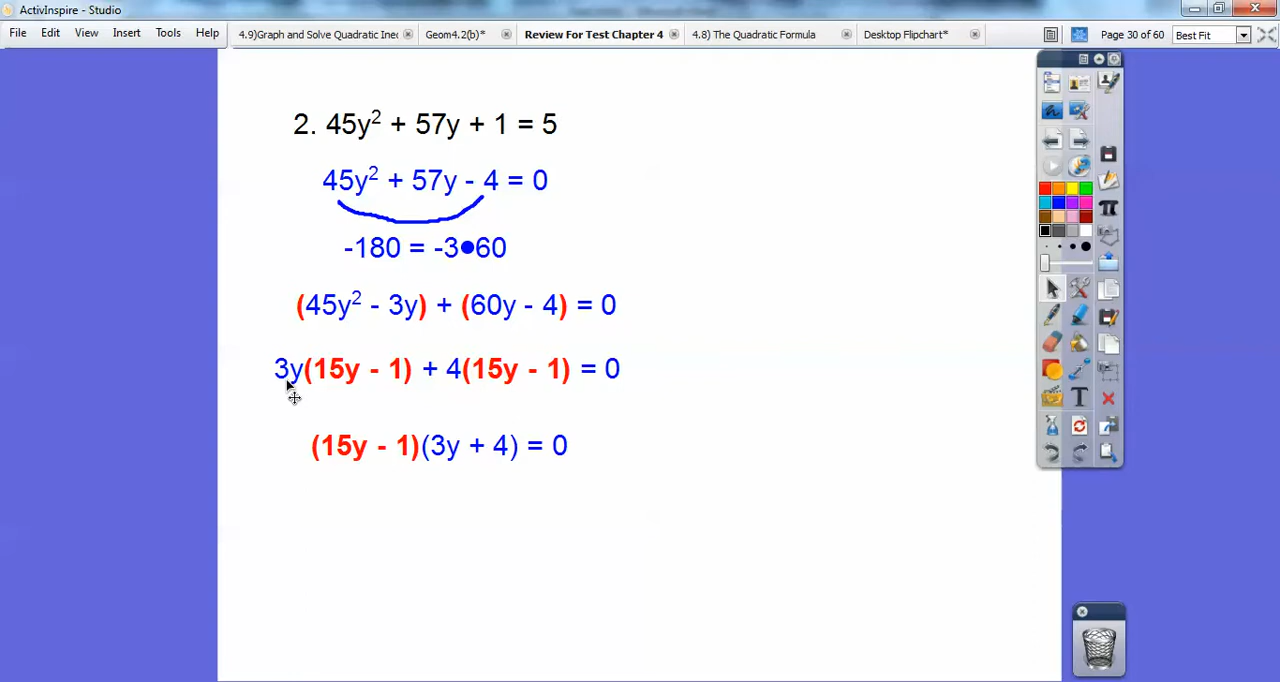 ActivInspire - Studio
File Edit View Insert Tools Help
4.9)Graph and Solve Quadratic Ineq Geom4.2(b)* Review For Test Chapter 4 4.8) The Quadratic Formula Desktop Flipchart* Page 30 of 60 Best Fit
2. 45y² + 57y + 1 = 5
45y² + 57y - 4 = 0
-180 = -3•60
(45y² - 3y) + (60y - 4) = 0
3y(15y - 1) + 4(15y - 1) = 0
(15y - 1)(3y + 4) = 0